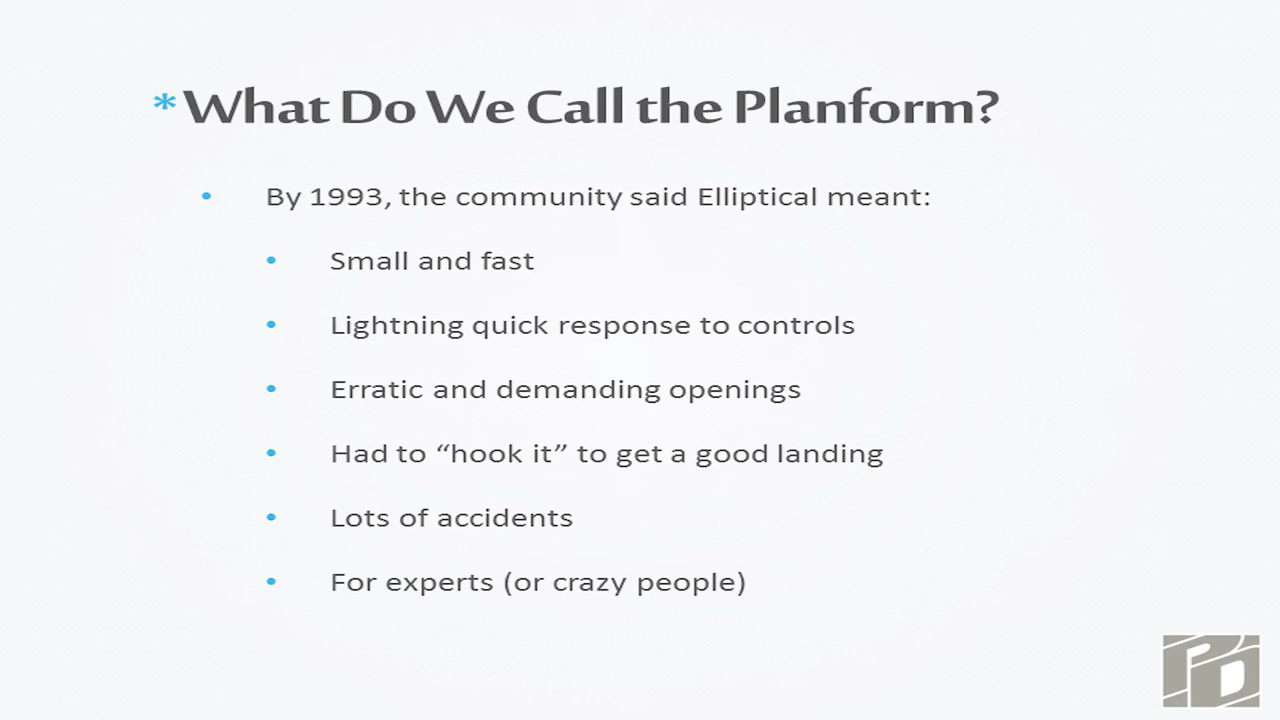 *What Do We Call the Planform?
• By 1993, the community said Elliptical meant:
• Small and fast
• Lightning quick response to controls
• Erratic and demanding openings
• Had to “hook it” to get a good landing
• Lots of accidents
• For experts (or crazy people)
PD